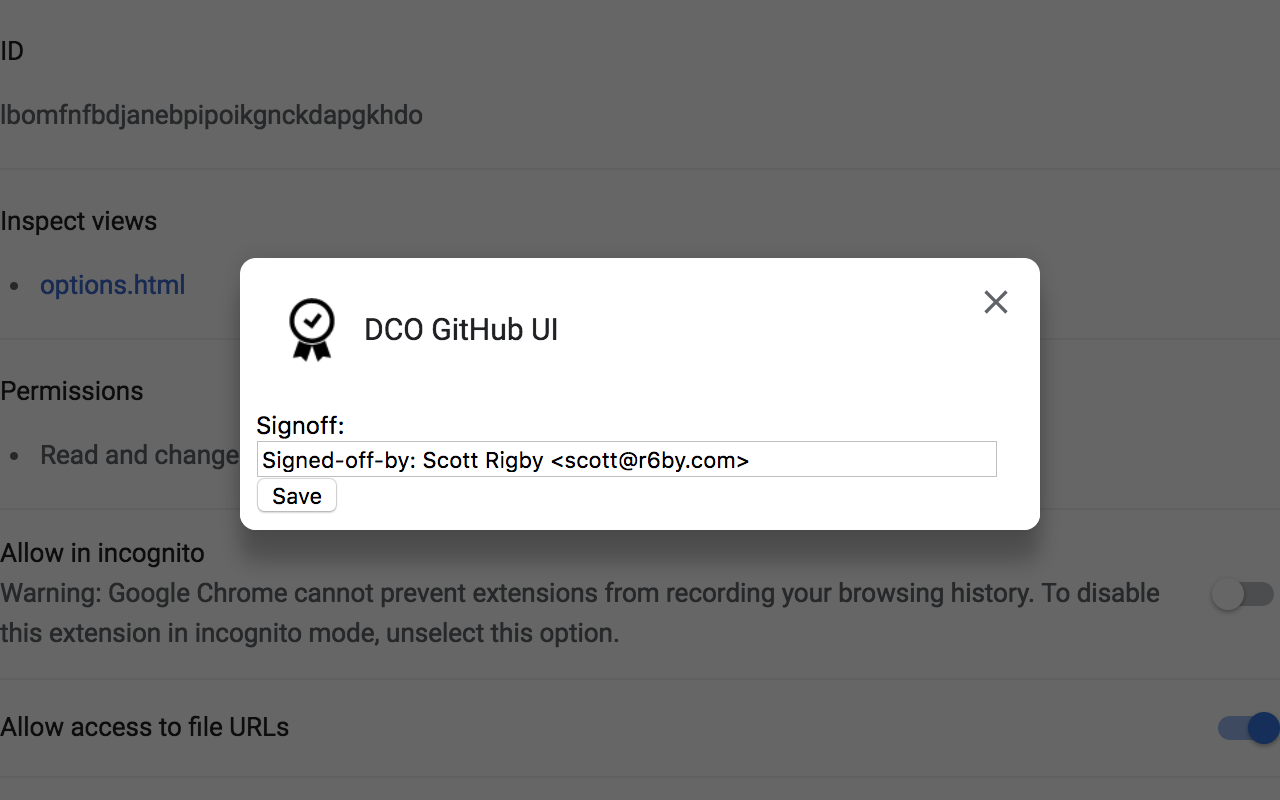 ID
lbomfnfbdjanebpipoikgnckdapgkhdo
Inspect views
options.html
DCO GitHub UI
Permissions
Read and change
Signoff:
Signed-off-by: Scott Rigby <scott@r6by.com>
Save
Allow in incognito
Warning: Google Chrome cannot prevent extensions from recording your browsing history. To disable
this extension in incognito mode, unselect this option.
Allow access to file URLs